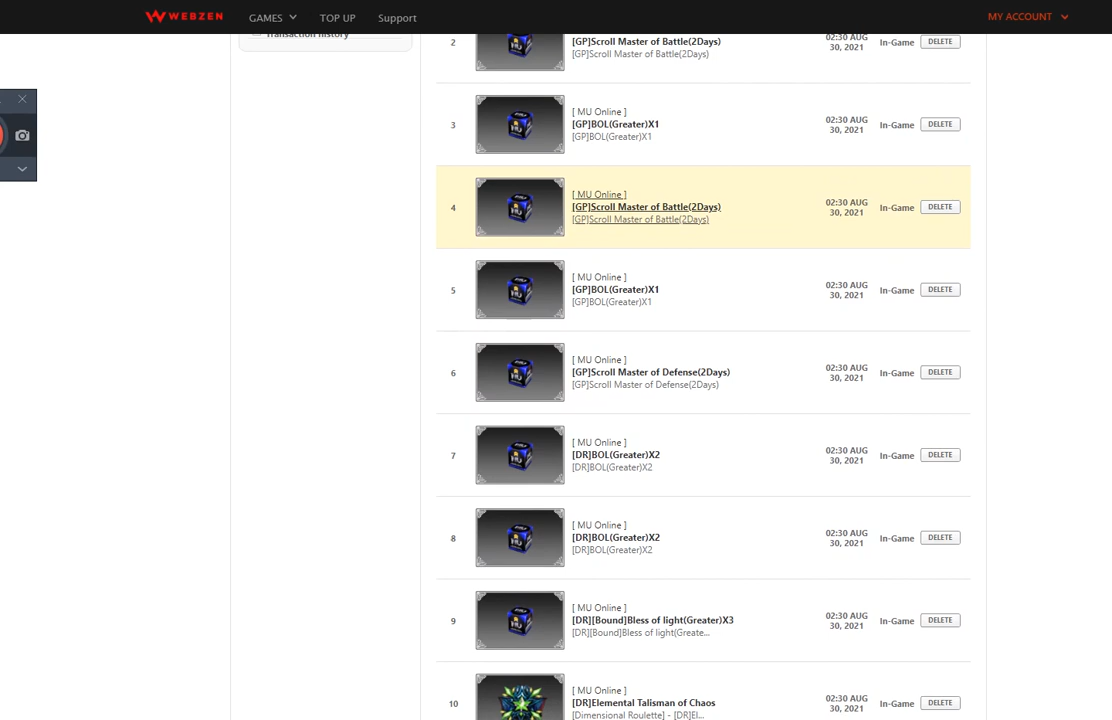 WEBZEN GAMES TOP UP Support MY ACCOUNT
Transaction history
2
[GP]Scroll Master of Battle(2Days)
[GP]Scroll Master of Battle(2Days)
02:30 AUG
30, 2021
In-Game
DELETE
3
[ MU Online ]
[GP]BOL(Greater)X1
[GP]BOL(Greater)X1
02:30 AUG
30, 2021
In-Game
DELETE
4
[ MU Online ]
[GP]Scroll Master of Battle(2Days)
[GP]Scroll Master of Battle(2Days)
02:30 AUG
30, 2021
In-Game
DELETE
5
[ MU Online ]
[GP]BOL(Greater)X1
[GP]BOL(Greater)X1
02:30 AUG
30, 2021
In-Game
DELETE
6
[ MU Online ]
[GP]Scroll Master of Defense(2Days)
[GP]Scroll Master of Defense(2Days)
02:30 AUG
30, 2021
In-Game
DELETE
7
[ MU Online ]
[DR]BOL(Greater)X2
[DR]BOL(Greater)X2
02:30 AUG
30, 2021
In-Game
DELETE
8
[ MU Online ]
[DR]BOL(Greater)X2
[DR]BOL(Greater)X2
02:30 AUG
30, 2021
In-Game
DELETE
9
[ MU Online ]
[DR][Bound]Bless of light(Greater)X3
[DR][Bound]Bless of light(Greate...
02:30 AUG
30, 2021
In-Game
DELETE
10
[ MU Online ]
[DR]Elemental Talisman of Chaos
[Dimensional Roulette] - [DR]El...
02:30 AUG
30, 2021
In-Game
DELETE